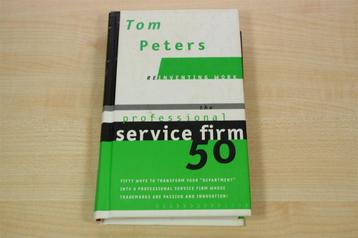 Tom
Peters
REINVENTING WORK
the
professional
service firm
50
FIFTY WAYS TO TRANSFORM YOUR "DEPARTMENT"
INTO A PROFESSIONAL SERVICE FIRM WHOSE
TRADEMARKS ARE PASSION AND INNOVATION!